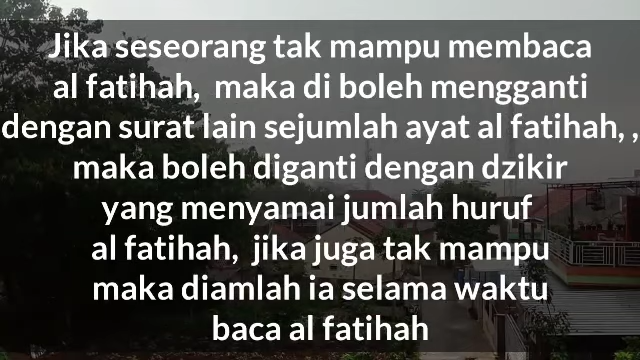 Jika seseorang tak mampu membaca
al fatihah, maka di boleh mengganti
dengan surat lain sejumlah ayat al fatihah, ,
maka boleh diganti dengan dzikir
yang menyamai jumlah huruf
al fatihah, jika juga tak mampu
maka diamlah ia selama waktu
baca al fatihah